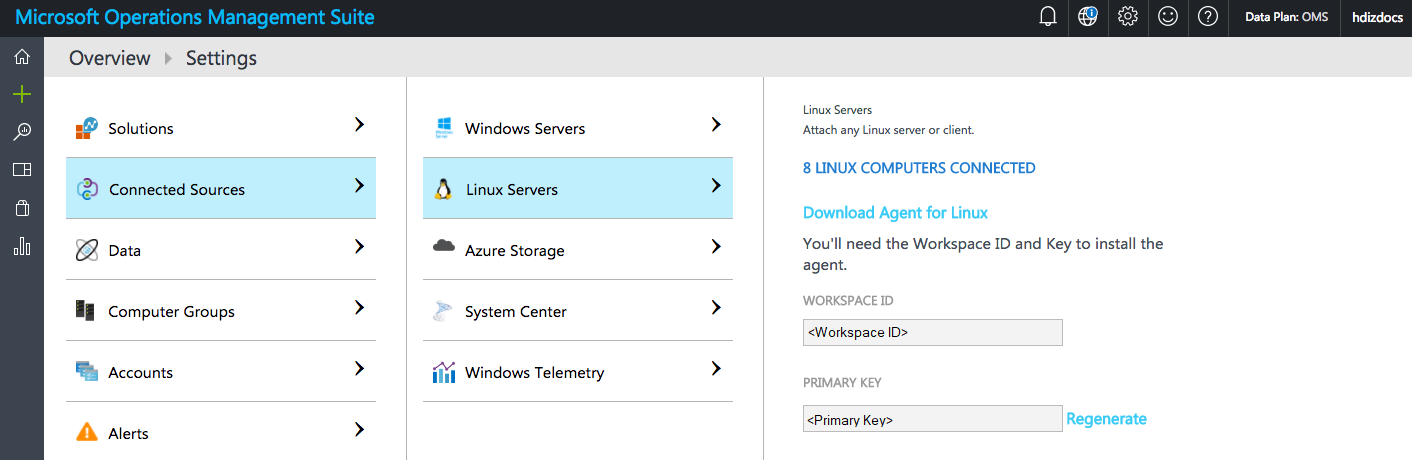 Microsoft Operations Management Suite
Data Plan: OMS
hdizdocs
Overview
Settings
Solutions
Connected Sources
Data
Computer Groups
Accounts
Alerts
Windows Servers
Linux Servers
Azure Storage
System Center
Windows Telemetry
Linux Servers
Attach any Linux server or client.
8 LINUX COMPUTERS CONNECTED
Download Agent for Linux
You'll need the Workspace ID and Key to install the
agent.
WORKSPACE ID
<Workspace ID>
PRIMARY KEY
<Primary Key>
Regenerate